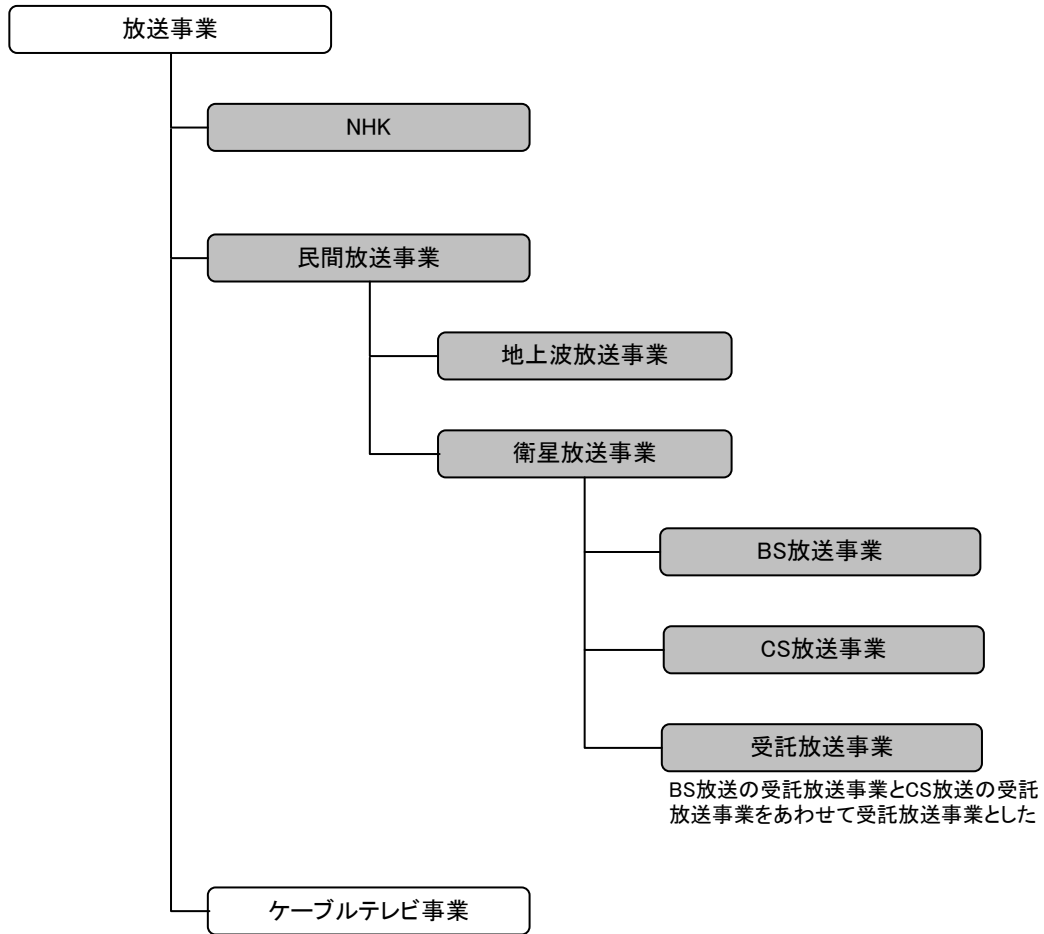 放送事業
NHK
民間放送事業
地上波放送事業
衛星放送事業
BS放送事業
CS放送事業
受託放送事業
BS放送の受託放送事業とCS放送の受託
放送事業をあわせて受託放送事業とした
ケーブルテレビ事業